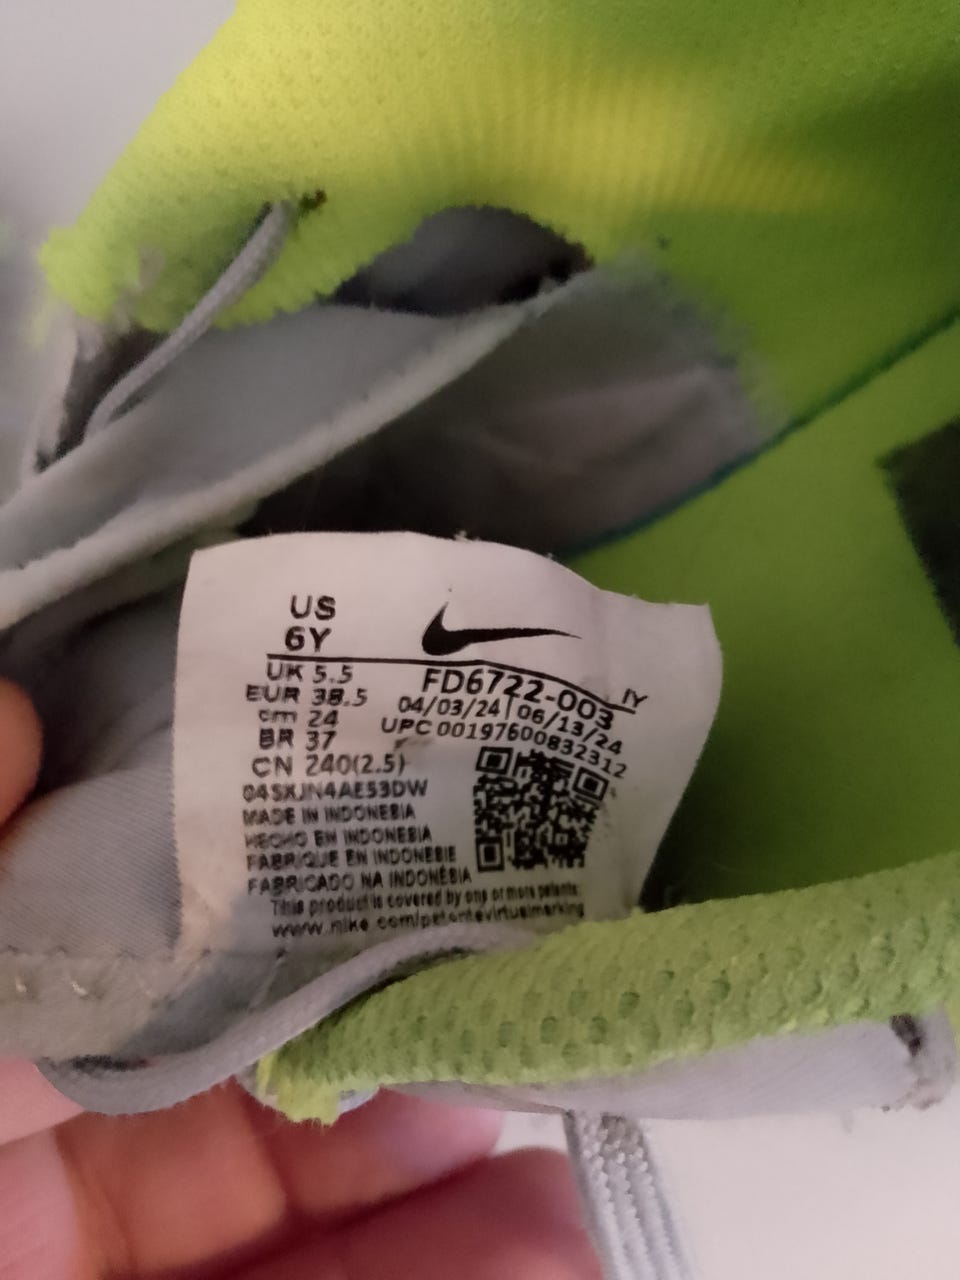 US
6Y
UK 5.5
EUR 38.5
cm 24
BR 37
CN 240(2.5)
FD6722-003 IY
04/03/24 | 06/13/24
UPC 00197600832312
04SXJN4AE53DW
MADE IN INDONESIA
HECHO EN INDONESIA
FABRIQUE EN INDONESIE
FABRICADO NA INDONÉSIA
This product is covered by one or more patents:
www.nike.com/patentsvirtualmarking